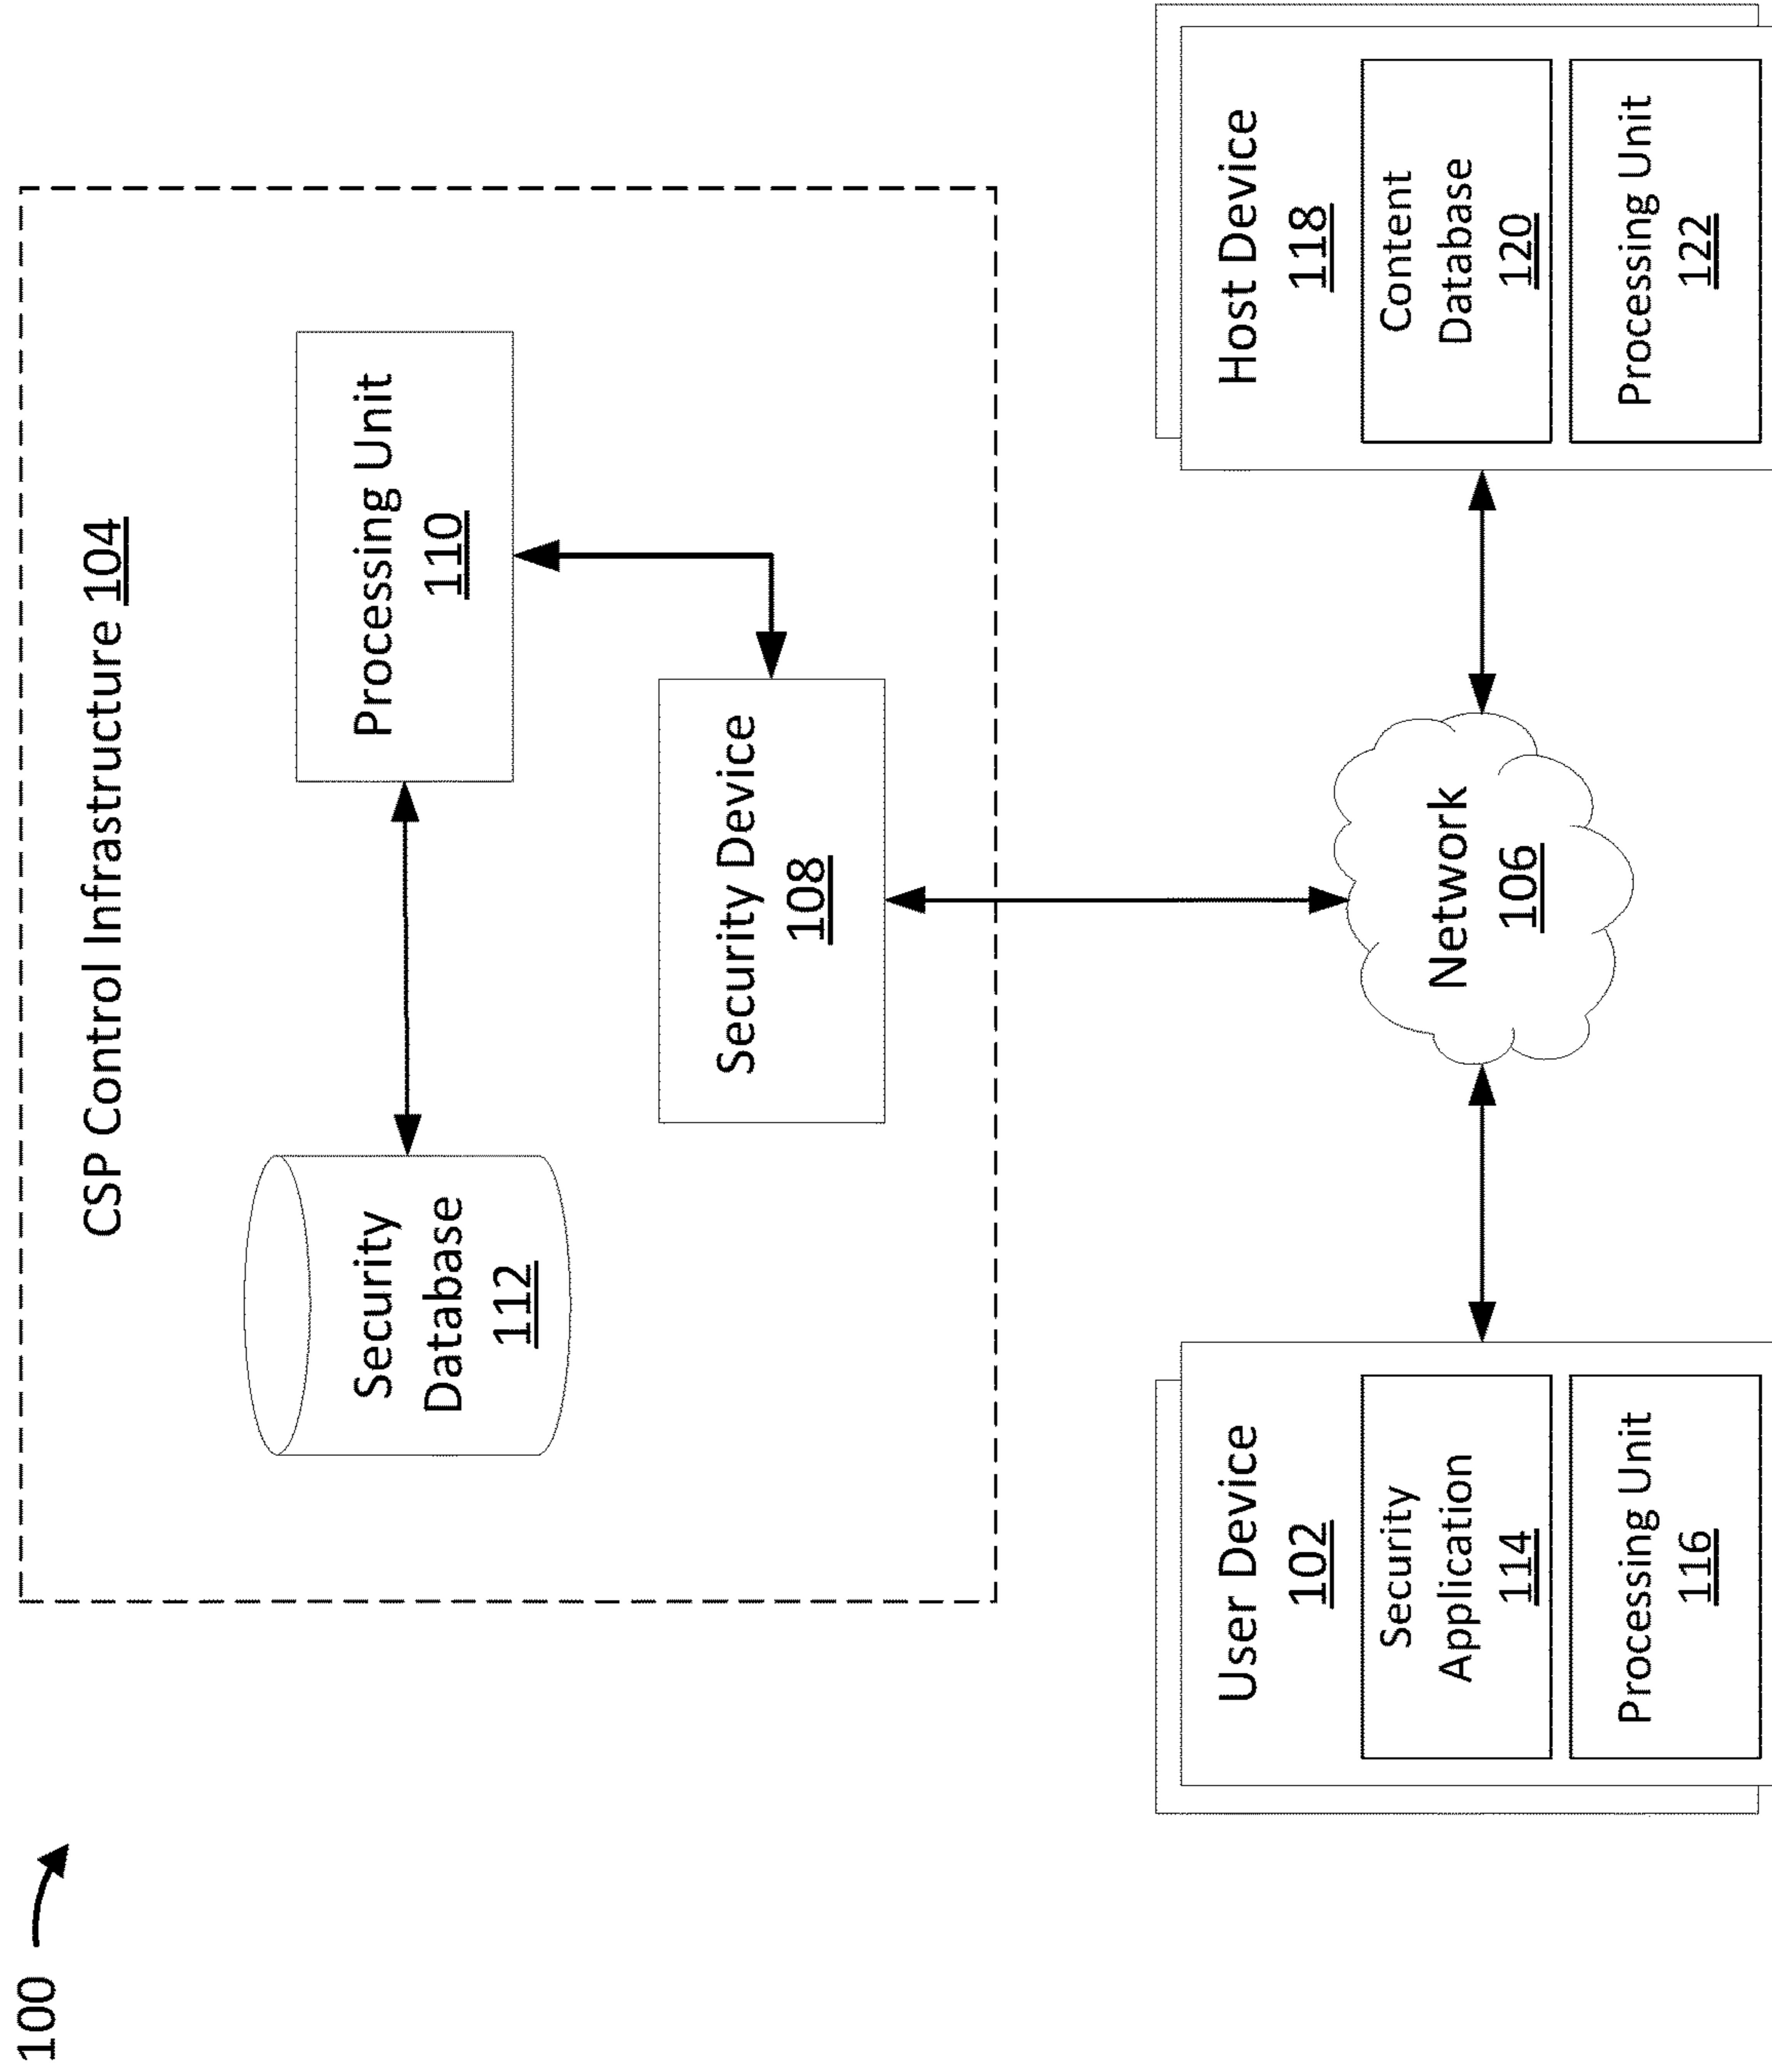 100
CSP Control Infrastructure 104
Security
Database
112
Processing Unit
110
Security Device
108
User Device
102
Security
Application
114
Processing Unit
116
Network
106
Host Device
118
Content
Database
120
Processing Unit
122